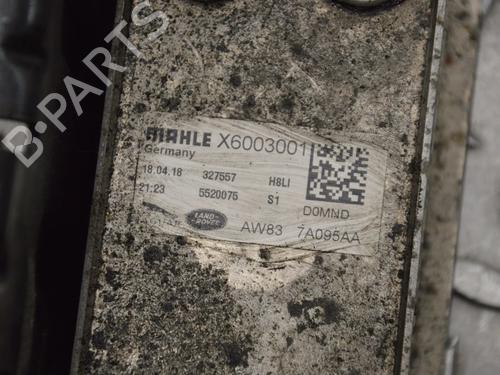 B-PARTS
MAHLE X6003001
Germany
18.04.18 327557 H8LI
21:23 5520075 S1
D0MND
LAND-ROVER
AW83 7A095AA